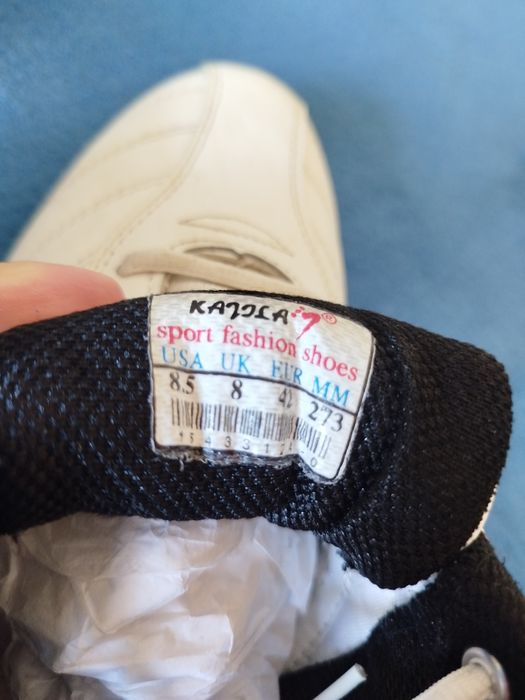 KAJILA ®
sport fashion shoes
USA UK EUR MM
8.5 8 42 273